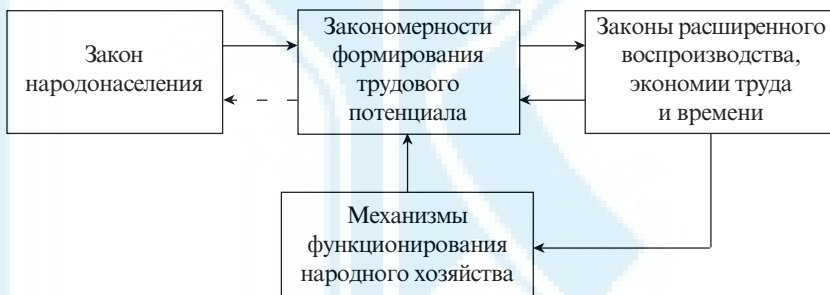 Закон
народонаселения
Закономерности
формирования
трудового
потенциала
Законы расширенного
воспроизводства,
экономии труда
и времени
Механизмы
функционирования
народного хозяйства